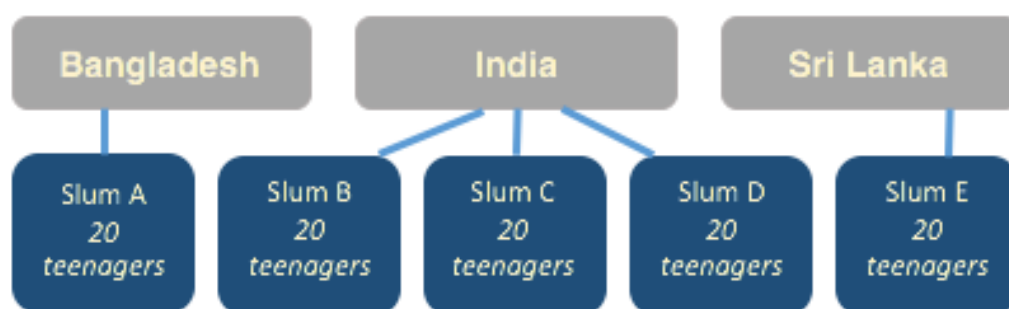 Bangladesh
India
Sri Lanka
Slum A
20
teenagers
Slum B
20
teenagers
Slum C
20
teenagers
Slum D
20
teenagers
Slum E
20
teenagers